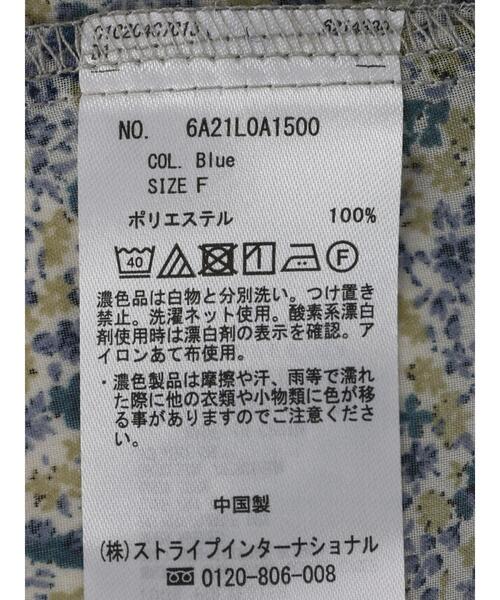 NO. 6A21L0A1500
COL. Blue
SIZE F
ポリエステル 100%
40
F
濃色品は白物と分別洗い。つけ置き
禁止。洗濯ネット使用。酸素系漂白
剤使用時は漂白剤の表示を確認。ア
イロンあて布使用。
・濃色製品は摩擦や汗、雨等で濡れ
た際に他の衣類や小物類に色が移
る事がありますのでご注意くださ
い。
中国製
(株)ストライプインターナショナル
0120-806-008